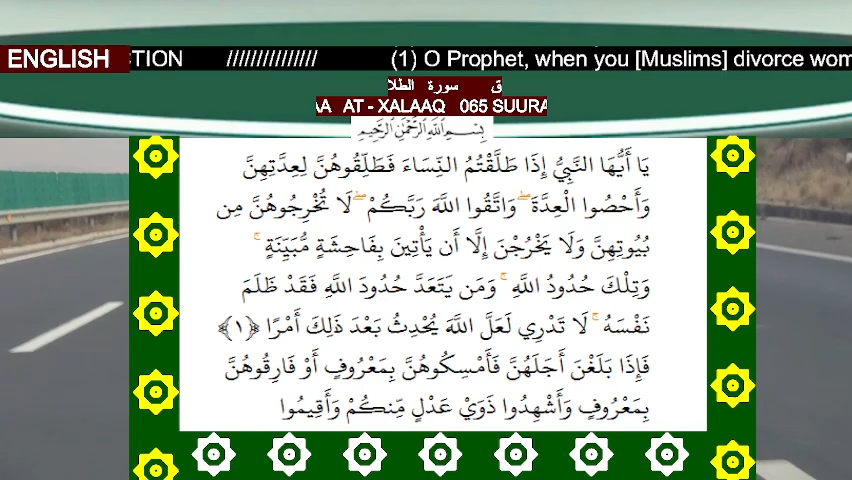 ENGLISH CTION ////////////////// (1) O Prophet, when you [Muslims] divorce wom
سورة الطلا ق
AA AT - XALAAQ 065 SUURA
بِسْمِ اللَّهِ الرَّحْمَٰنِ الرَّحِيمِ
يَا أَيُّهَا النَّبِيُّ إِذَا طَلَّقْتُمُ النِّسَاءَ فَطَلِّقُوهُنَّ لِعِدَّتِهِنَّ
وَأَحْصُوا الْعِدَّةَ ۖ وَاتَّقُوا اللَّهَ رَبَّكُمْ ۖ لَا تُخْرِجُوهُنَّ مِن
بُيُوتِهِنَّ وَلَا يَخْرُجْنَ إِلَّا أَن يَأْتِينَ بِفَاحِشَةٍ مُّبَيِّنَةٍ ۚ
وَتِلْكَ حُدُودُ اللَّهِ ۚ وَمَن يَتَعَدَّ حُدُودَ اللَّهِ فَقَدْ ظَلَمَ
نَفْسَهُ ۚ لَا تَدْرِي لَعَلَّ اللَّهَ يُحْدِثُ بَعْدَ ذَٰلِكَ أَمْرًا ﴿١﴾
فَإِذَا بَلَغْنَ أَجَلَهُنَّ فَأَمْسِكُوهُنَّ بِمَعْرُوفٍ أَوْ فَارِقُوهُنَّ
بِمَعْرُوفٍ وَأَشْهِدُوا ذَوَيْ عَدْلٍ مِّنكُمْ وَأَقِيمُوا